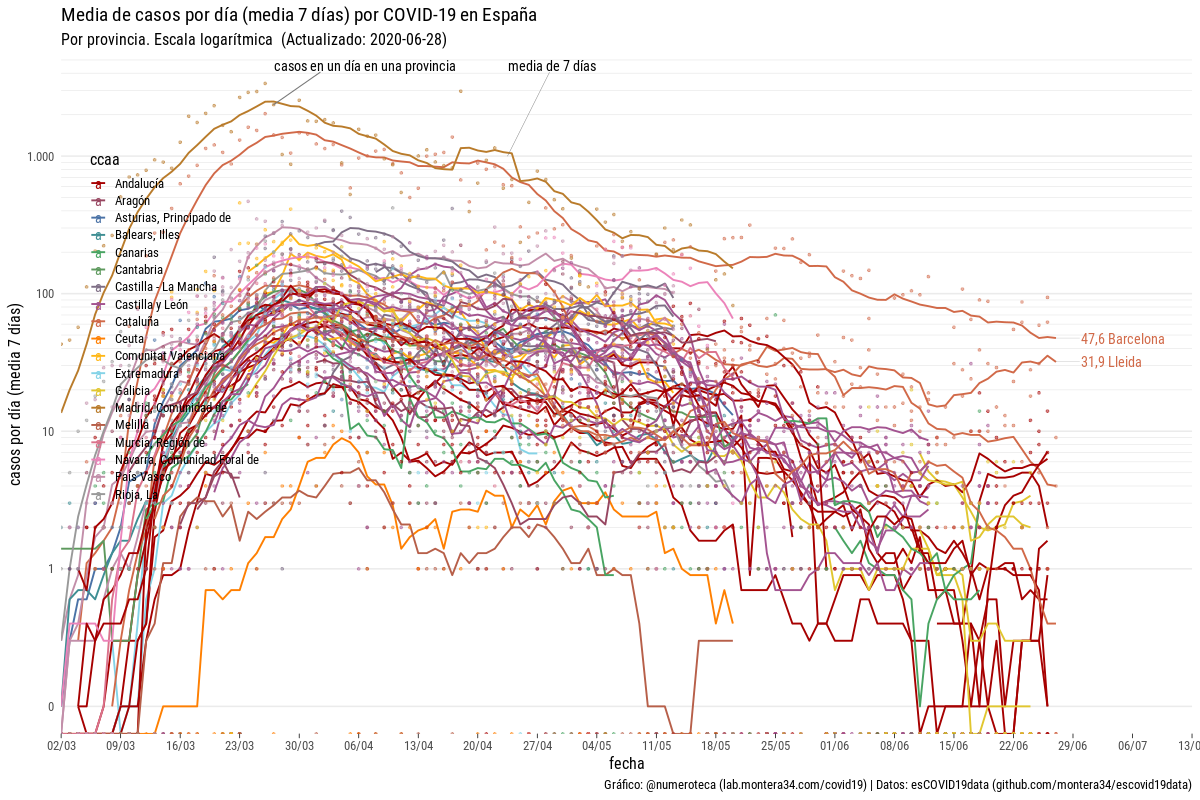 Media de casos por día (media 7 días) por COVID-19 en España
Por provincia. Escala logarítmica (Actualizado: 2020-06-28)
casos en un día en una provincia
media de 7 días
ccaa
Andalucía
Aragón
Asturias, Principado de
Balears, Illes
Canarias
Cantabria
Castilla - La Mancha
Castilla y León
Cataluña
Ceuta
Comunitat Valenciana
Extremadura
Galicia
Madrid, Comunidad de
Melilla
Murcia, Región de
Navarra, Comunidad Foral de
País Vasco
Rioja, La
casos por día (media 7 días)
1.000
100
10
1
0
47,6 Barcelona
31,9 Lleida
02/03 09/03 16/03 23/03 30/03 06/04 13/04 20/04 27/04 04/05 11/05 18/05 25/05 01/06 08/06 15/06 22/06 29/06 06/07 13/0
fecha
Gráfico: @numeroteca (lab.montera34.com/covid19) | Datos: esCOVID19data (github.com/montera34/escovid19data)